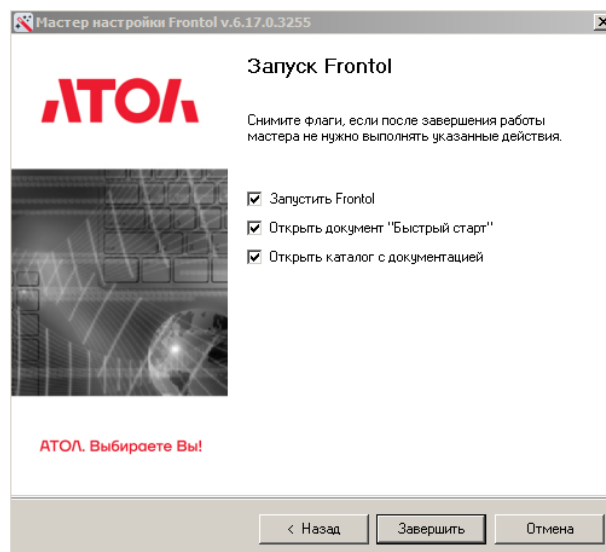 Мастер настройки Frontol v.6.17.0.3255
АТОЛ
Запуск Frontol
Снимите флаги, если после завершения работы
мастера не нужно выполнять указанные действия.
Запустить Frontol
Открыть документ "Быстрый старт"
Открыть каталог с документацией
АТОЛ. Выбираете Вы!
< Назад
Завершить
Отмена